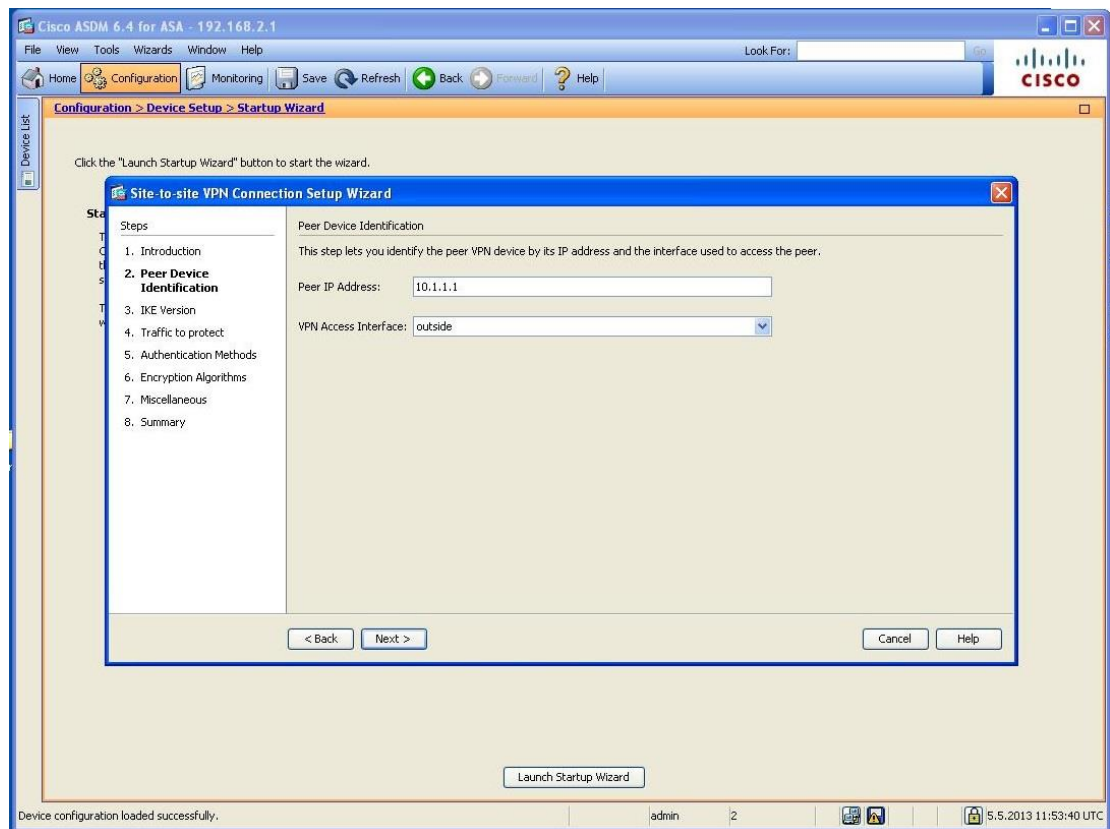 Cisco ASDM 6.4 for ASA - 192.168.2.1
File View Tools Wizards Window Help
Look For:
Go
Home Configuration Monitoring Save Refresh Back Forward Help
CISCO
Device List
Configuration > Device Setup > Startup Wizard
Click the "Launch Startup Wizard" button to start the wizard.
Site-to-site VPN Connection Setup Wizard
Steps
1. Introduction
2. Peer Device
Identification
3. IKE Version
4. Traffic to protect
5. Authentication Methods
6. Encryption Algorithms
7. Miscellaneous
8. Summary
Peer Device Identification
This step lets you identify the peer VPN device by its IP address and the interface used to access the peer.
Peer IP Address: 10.1.1.1
VPN Access Interface: outside
< Back Next > Cancel Help
Launch Startup Wizard
Device configuration loaded successfully.
admin 2 5.5.2013 11:53:40 UTC